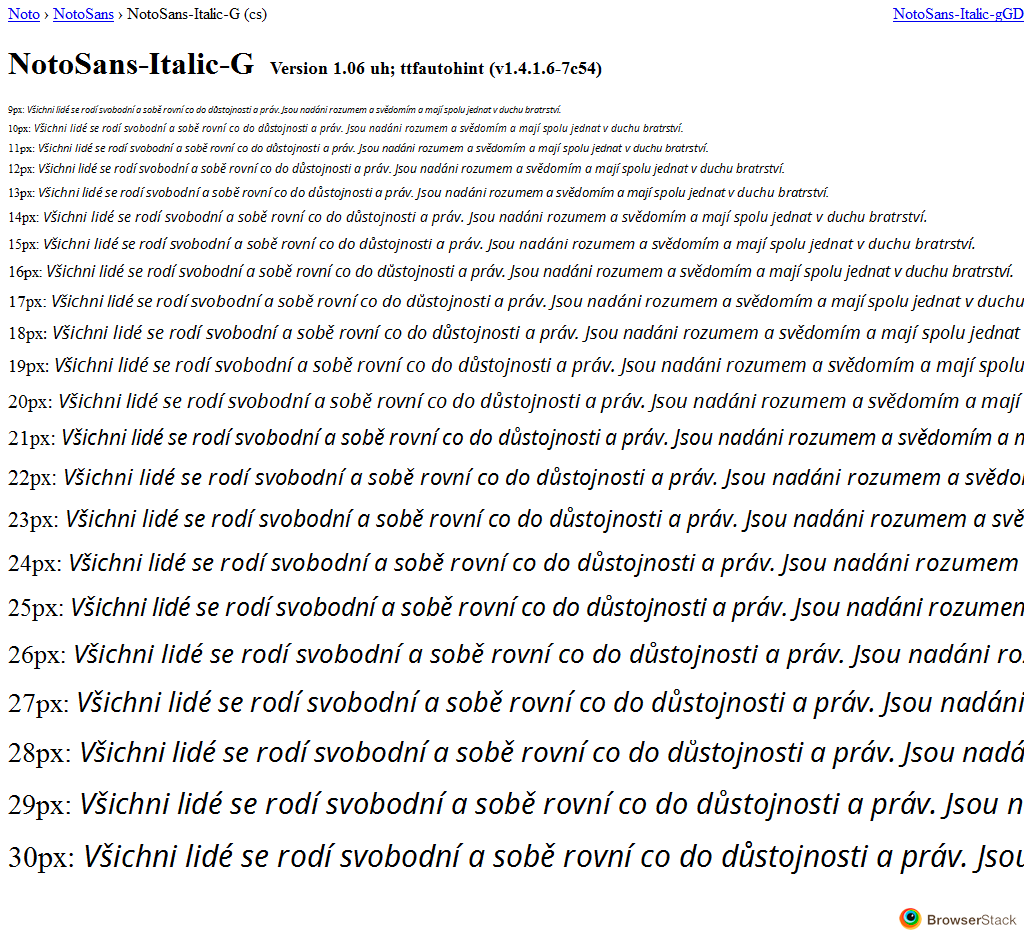 Noto › NotoSans › NotoSans-Italic-G (cs) NotoSans-Italic-gGD
NotoSans-Italic-G Version 1.06 uh; ttfautohint (v1.4.1.6-7c54)
9px: Všichni lidé se rodí svobodní a sobě rovní co do důstojnosti a práv. Jsou nadáni rozumem a svědomím a mají spolu jednat v duchu bratrství.
10px: Všichni lidé se rodí svobodní a sobě rovní co do důstojnosti a práv. Jsou nadáni rozumem a svědomím a mají spolu jednat v duchu bratrství.
11px: Všichni lidé se rodí svobodní a sobě rovní co do důstojnosti a práv. Jsou nadáni rozumem a svědomím a mají spolu jednat v duchu bratrství.
12px: Všichni lidé se rodí svobodní a sobě rovní co do důstojnosti a práv. Jsou nadáni rozumem a svědomím a mají spolu jednat v duchu bratrství.
13px: Všichni lidé se rodí svobodní a sobě rovní co do důstojnosti a práv. Jsou nadáni rozumem a svědomím a mají spolu jednat v duchu bratrství.
14px: Všichni lidé se rodí svobodní a sobě rovní co do důstojnosti a práv. Jsou nadáni rozumem a svědomím a mají spolu jednat v duchu bratrství.
15px: Všichni lidé se rodí svobodní a sobě rovní co do důstojnosti a práv. Jsou nadáni rozumem a svědomím a mají spolu jednat v duchu bratrství.
16px: Všichni lidé se rodí svobodní a sobě rovní co do důstojnosti a práv. Jsou nadáni rozumem a svědomím a mají spolu jednat v duchu bratrství.
17px: Všichni lidé se rodí svobodní a sobě rovní co do důstojnosti a práv. Jsou nadáni rozumem a svědomím a mají spolu jednat v duchu
18px: Všichni lidé se rodí svobodní a sobě rovní co do důstojnosti a práv. Jsou nadáni rozumem a svědomím a mají spolu jednat
19px: Všichni lidé se rodí svobodní a sobě rovní co do důstojnosti a práv. Jsou nadáni rozumem a svědomím a mají spolu
20px: Všichni lidé se rodí svobodní a sobě rovní co do důstojnosti a práv. Jsou nadáni rozumem a svědomím a mají
21px: Všichni lidé se rodí svobodní a sobě rovní co do důstojnosti a práv. Jsou nadáni rozumem a svědomím a
22px: Všichni lidé se rodí svobodní a sobě rovní co do důstojnosti a práv. Jsou nadáni rozumem a svědo
23px: Všichni lidé se rodí svobodní a sobě rovní co do důstojnosti a práv. Jsou nadáni rozumem a svě
24px: Všichni lidé se rodí svobodní a sobě rovní co do důstojnosti a práv. Jsou nadáni rozumem
25px: Všichni lidé se rodí svobodní a sobě rovní co do důstojnosti a práv. Jsou nadáni rozumem
26px: Všichni lidé se rodí svobodní a sobě rovní co do důstojnosti a práv. Jsou nadáni ro
27px: Všichni lidé se rodí svobodní a sobě rovní co do důstojnosti a práv. Jsou nadáni
28px: Všichni lidé se rodí svobodní a sobě rovní co do důstojnosti a práv. Jsou nadá
29px: Všichni lidé se rodí svobodní a sobě rovní co do důstojnosti a práv. Jsou n
30px: Všichni lidé se rodí svobodní a sobě rovní co do důstojnosti a práv. Jsou
BrowserStack